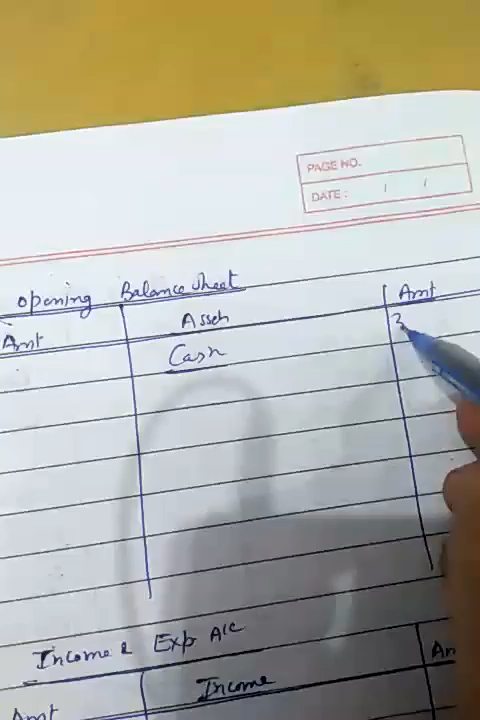 PAGE NO.
DATE : / /
opening Balance sheet
Amt Assets Amt
Cash
Income & Exp A/c
Amt Income